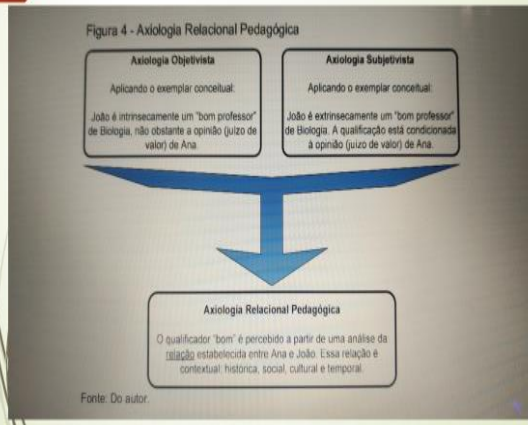 Figura 4 - Axiologia Relacional Pedagógica
Axiologia Objetivista
Aplicando o exemplar conceitual:
João é intrinsecamente um "bom professor"
de Biologia, não obstante a opinião (juízo de
valor) de Ana.
Axiologia Subjetivista
Aplicando o exemplar conceitual:
João é extrinsecamente um "bom professor"
de Biologia. A qualificação está condicionada
à opinião (juízo de valor) de Ana.
Axiologia Relacional Pedagógica
O qualificador "bom" é percebido a partir de uma análise da
relação estabelecida entre Ana e João. Essa relação é
contextual: histórica, social, cultural e temporal.
Fonte: Do autor.